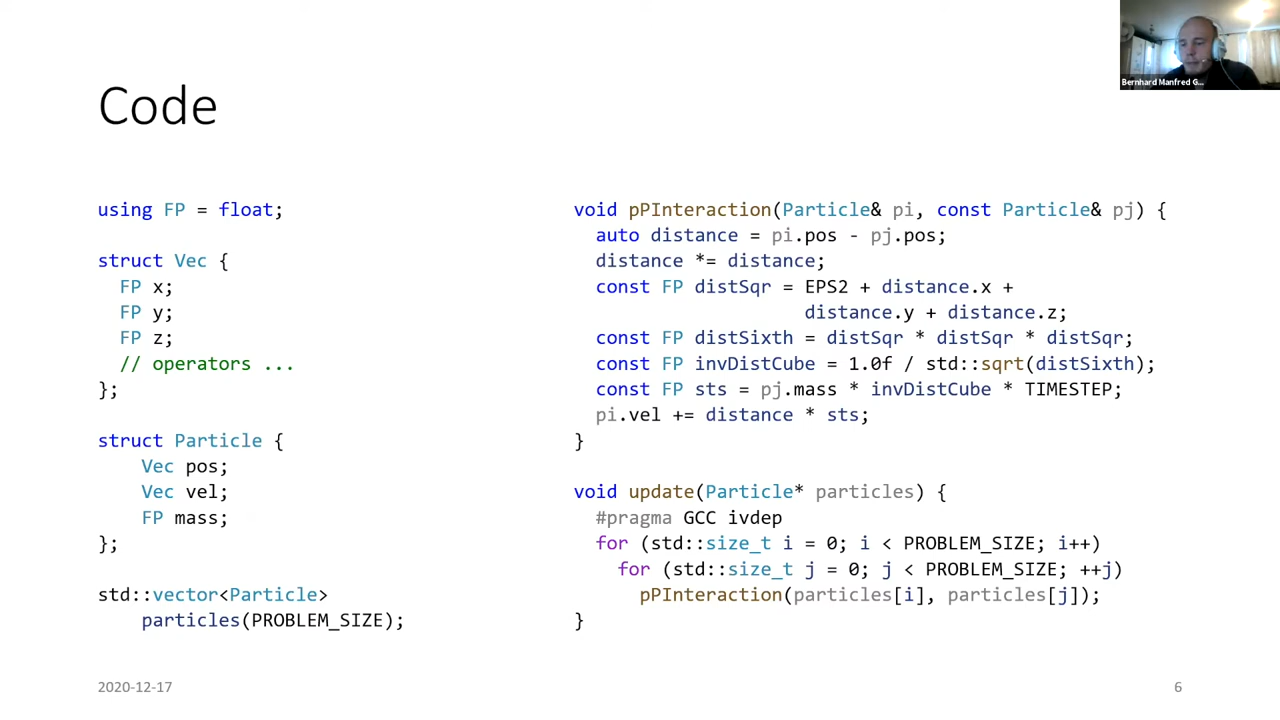 Bernhard Manfred G...
Code
using FP = float;
struct Vec {
FP x;
FP y;
FP z;
// operators ...
};
struct Particle {
Vec pos;
Vec vel;
FP mass;
};
std::vector<Particle>
particles(PROBLEM_SIZE);
void pPInteraction(Particle& pi, const Particle& pj) {
auto distance = pi.pos - pj.pos;
distance *= distance;
const FP distSqr = EPS2 + distance.x +
distance.y + distance.z;
const FP distSixth = distSqr * distSqr * distSqr;
const FP invDistCube = 1.0f / std::sqrt(distSixth);
const FP sts = pj.mass * invDistCube * TIMESTEP;
pi.vel += distance * sts;
}
void update(Particle* particles) {
#pragma GCC ivdep
for (std::size_t i = 0; i < PROBLEM_SIZE; i++)
for (std::size_t j = 0; j < PROBLEM_SIZE; ++j)
pPInteraction(particles[i], particles[j]);
}
2020-12-17
6